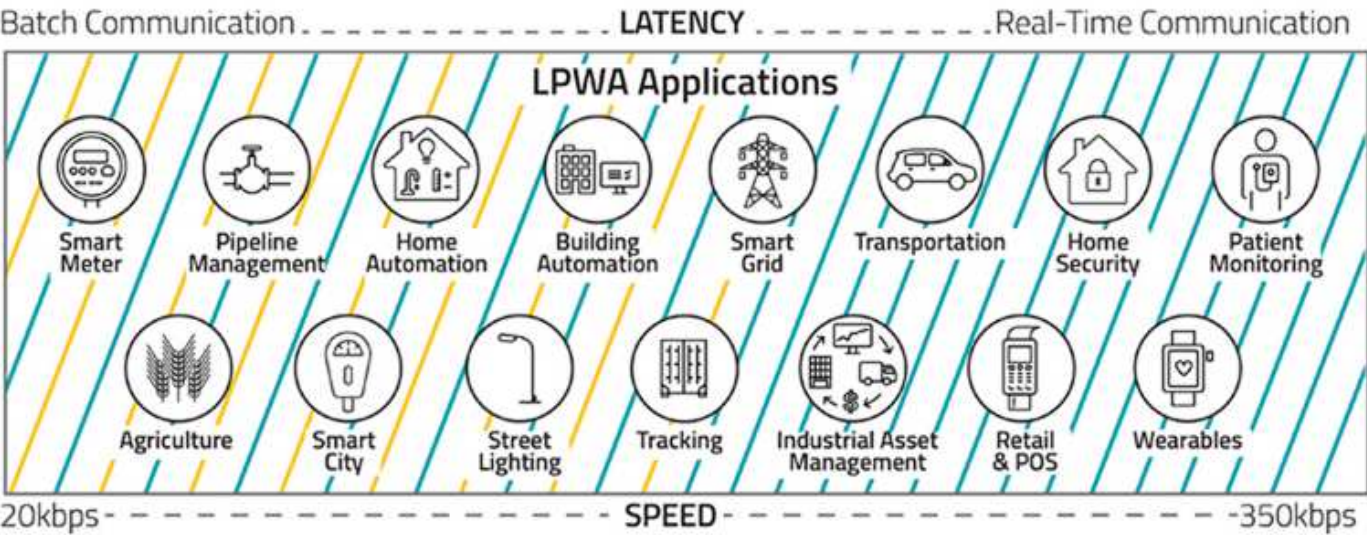 Batch Communication LATENCY Real-Time Communication
LPWA Applications
Smart
Meter
Pipeline
Management
Home
Automation
Building
Automation
Smart
Grid
Transportation
Home
Security
Patient
Monitoring
Agriculture
Smart
City
Street
Lighting
Tracking
Industrial Asset
Management
Retail
& POS
Wearables
20kbps SPEED 350kbps